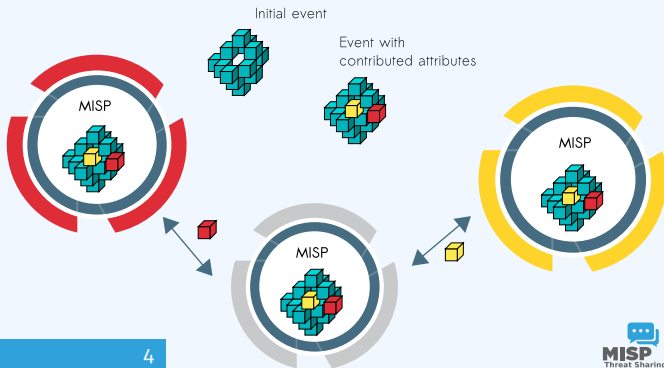 Initial event
Event with
contributed attributes
MISP
MISP
MISP
4
MISP
Threat Sharing